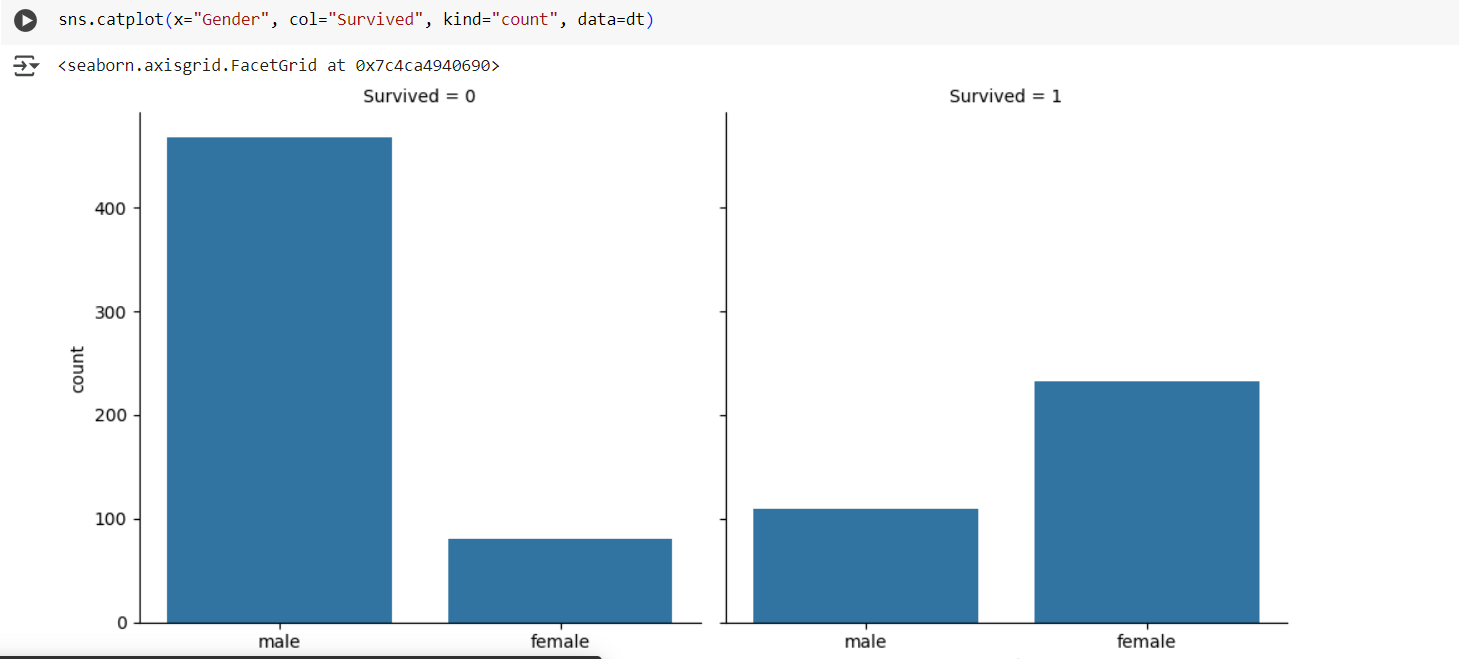 sns.catplot(x="Gender", col="Survived", kind="count", data=dt)
<seaborn.axisgrid.FacetGrid at 0x7c4ca4940690>
Survived = 0
Survived = 1
400
300
200
100
0
count
male
female
male
female